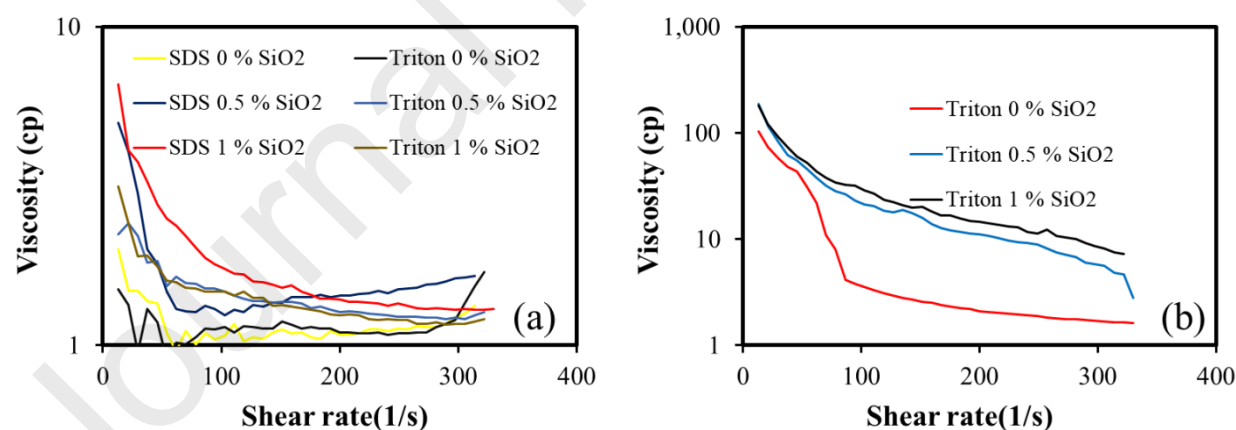 10
1
Viscosity (cp)
SDS 0 % SiO2
Triton 0 % SiO2
SDS 0.5 % SiO2
Triton 0.5 % SiO2
SDS 1 % SiO2
Triton 1 % SiO2
(a)
0 100 200 300 400
Shear rate(1/s)
1,000
100
10
1
Viscosity (cp)
Triton 0 % SiO2
Triton 0.5 % SiO2
Triton 1 % SiO2
(b)
0 100 200 300 400
Shear rate(1/s)
Journal